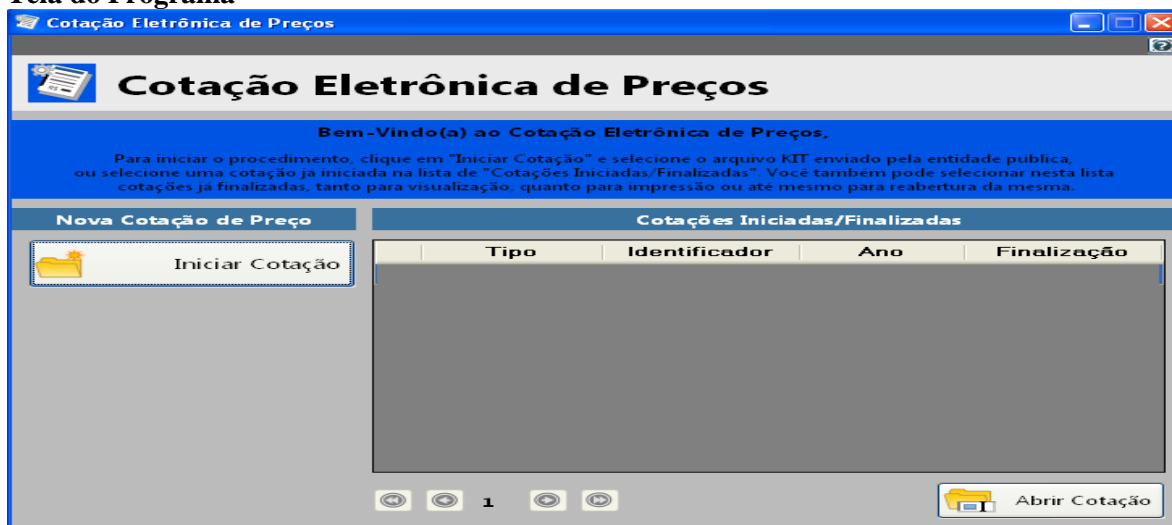 Tela do Programa
Cotação Eletrônica de Preços
Cotação Eletrônica de Preços
Bem-Vindo(a) ao Cotação Eletrônica de Preços,
Para iniciar o procedimento, clique em "Iniciar Cotação" e selecione o arquivo KIT enviado pela entidade publica,
ou selecione uma cotação já iniciada na lista de "Cotações Iniciadas/Finalizadas". Você também pode selecionar nesta lista
cotações já finalizadas, tanto para visualização, quanto para impressão ou até mesmo para reabertura da mesma.
Nova Cotação de Preço
Cotações Iniciadas/Finalizadas
Iniciar Cotação
Tipo Identificador Ano Finalização
1
Abrir Cotação